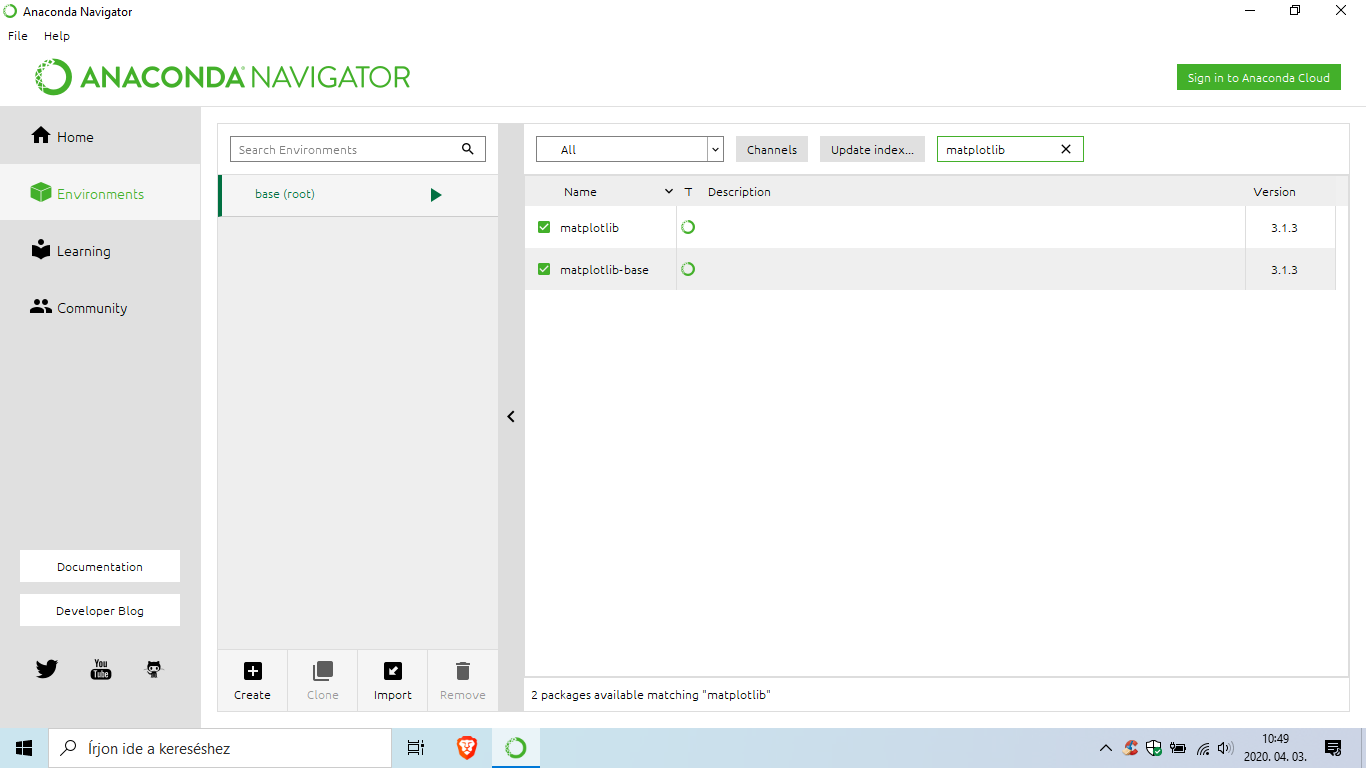 Anaconda Navigator
File Help
ANACONDA NAVIGATOR
Sign in to Anaconda Cloud
Home
Environments
Learning
Community
Documentation
Developer Blog
You
Tube
Search Environments
base (root)
Create Clone Import Remove
All Channels Update index... matplotlib
Name T Description Version
matplotlib 3.1.3
matplotlib-base 3.1.3
2 packages available matching "matplotlib"
Írjon ide a kereséshez
10:49
2020. 04. 03.